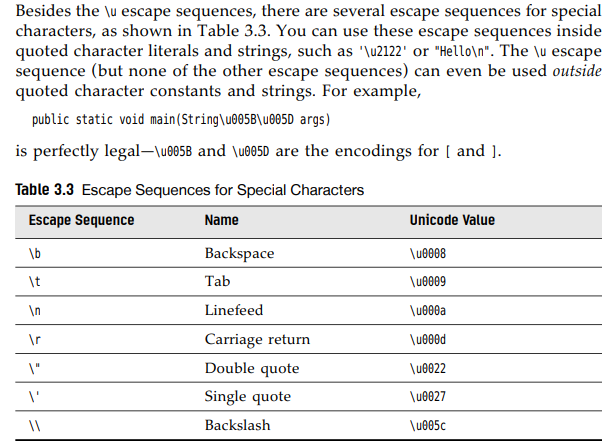 Besides the \u escape sequences, there are several escape sequences for special
characters, as shown in Table 3.3. You can use these escape sequences inside
quoted character literals and strings, such as '\u2122' or "Hello\n". The \u escape
sequence (but none of the other escape sequences) can even be used outside
quoted character constants and strings. For example,
public static void main(String\u005B\u005D args)
is perfectly legal—\u005B and \u005D are the encodings for [ and ].
Table 3.3 Escape Sequences for Special Characters
Escape Sequence Name Unicode Value
\b Backspace \u0008
\t Tab \u0009
\n Linefeed \u000a
\r Carriage return \u000d
\" Double quote \u0022
\' Single quote \u0027
\\ Backslash \u005c